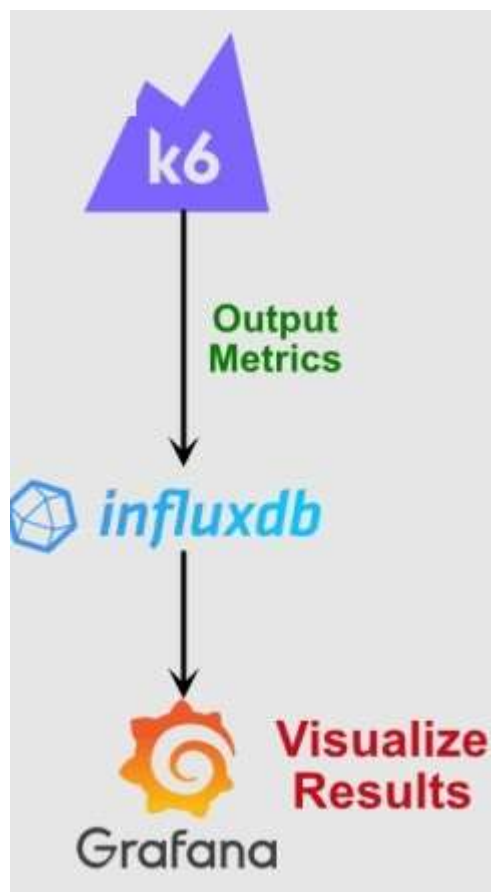 k6
Output
Metrics
influxdb
Visualize
Results
Grafana